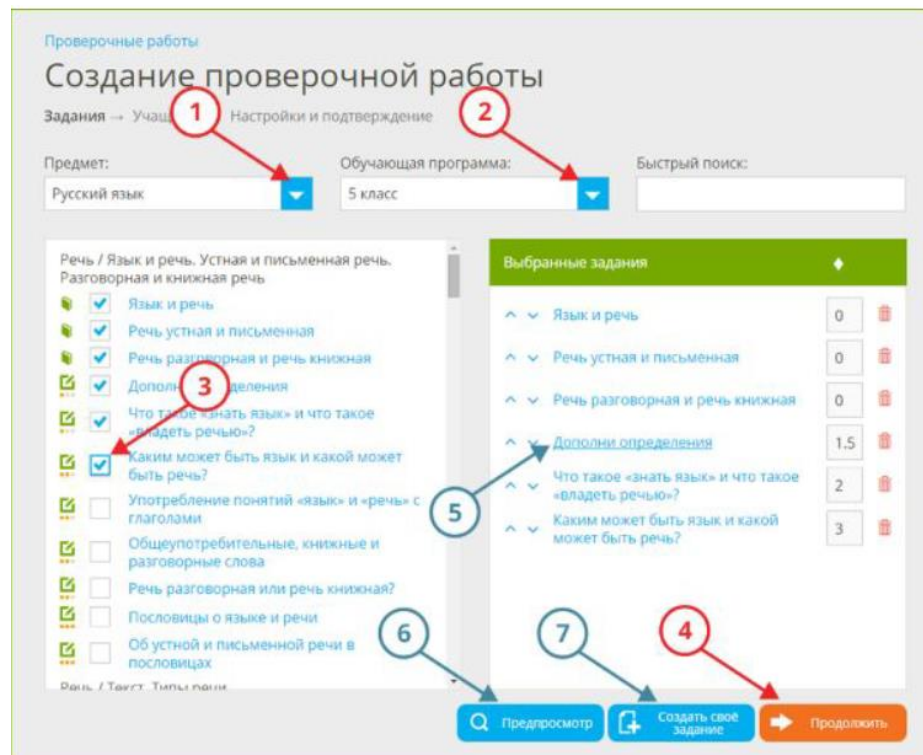 Проверочные работы
Создание проверочной работы
Задания → Учащ Настройки и подтверждение
1
2
Предмет:
Обучающая программа:
Быстрый поиск:
Русский язык
5 класс
Речь / Язык и речь. Устная и письменная речь.
Разговорная и книжная речь
Язык и речь
Речь устная и письменная
Речь разговорная и речь книжная
Дополн деления
3
Что такое «знать язык» и что такое
«владеть речью»?
Каким может быть язык и какой может
быть речь?
Употребление понятий «язык» и «речь» с
глаголами
Общеупотребительные, книжные и
разговорные слова
Речь разговорная или речь книжная?
Пословицы о языке и речи
Об устной и письменной речи в
пословицах
Речь / Текст. Типы речи
Выбранные задания
Язык и речь 0
Речь устная и письменная 0
Речь разговорная и речь книжная 0
Дополни определения 1.5
Что такое «знать язык» и что такое
«владеть речью»? 2
Каким может быть язык и какой
может быть речь? 3
5
6
7
4
Предпросмотр
Создать своё
задание
Продолжить